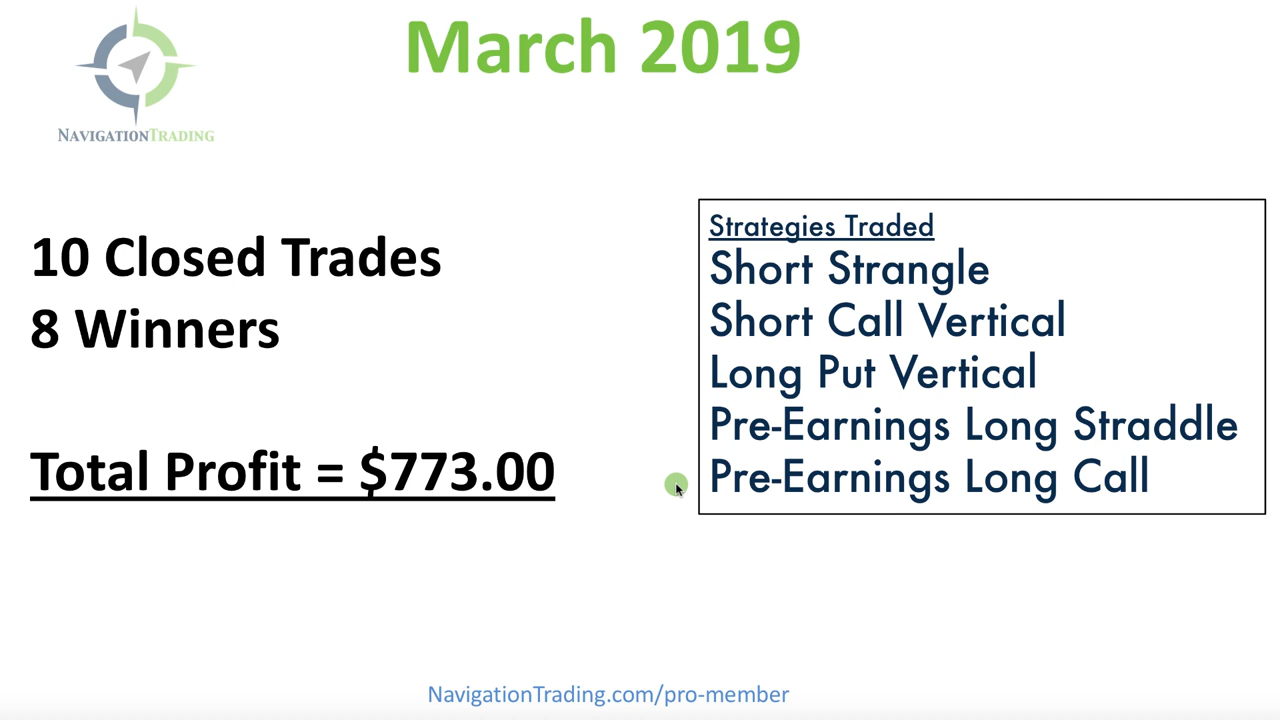 March 2019
NAVIGATIONTRADING
10 Closed Trades
8 Winners
Total Profit = $773.00
Strategies Traded
Short Strangle
Short Call Vertical
Long Put Vertical
Pre-Earnings Long Straddle
Pre-Earnings Long Call
NavigationTrading.com/pro-member